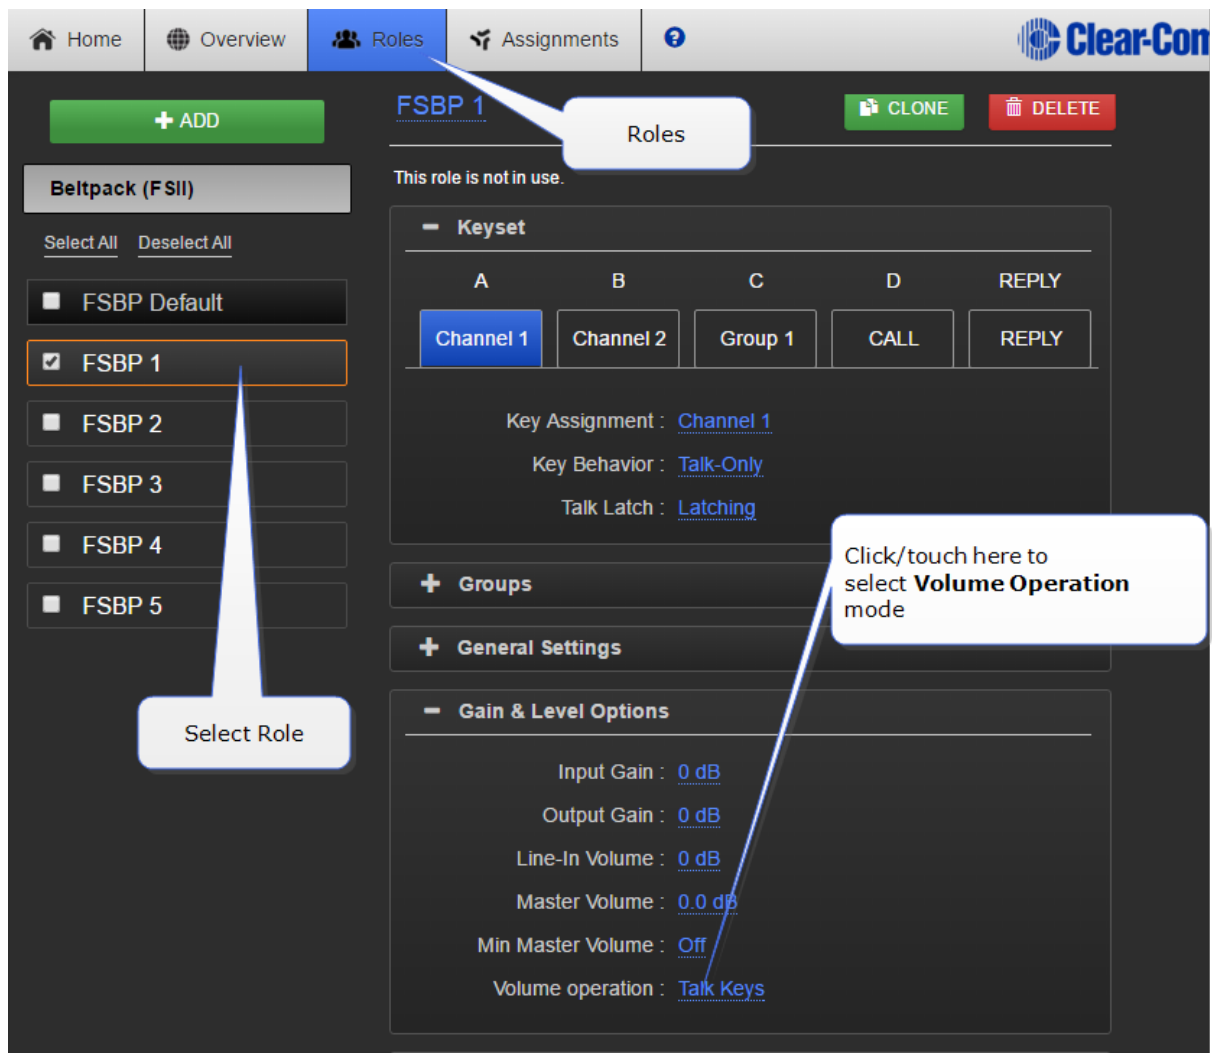 Home Overview Roles Assignments ? Clear-Com
+ ADD
Beltpack (FSII)
Select All Deselect All
FSBP Default
FSBP 1
FSBP 2
FSBP 3
FSBP 4
FSBP 5
Select Role
FSBP 1 CLONE DELETE
Roles
This role is not in use.
Keyset
A B C D REPLY
Channel 1 Channel 2 Group 1 CALL REPLY
Key Assignment : Channel 1
Key Behavior : Talk-Only
Talk Latch : Latching
Click/touch here to
select Volume Operation
mode
+ Groups
+ General Settings
− Gain & Level Options
Input Gain : 0 dB
Output Gain : 0 dB
Line-In Volume : 0 dB
Master Volume : 0.0 dB
Min Master Volume : Off
Volume operation : Talk Keys